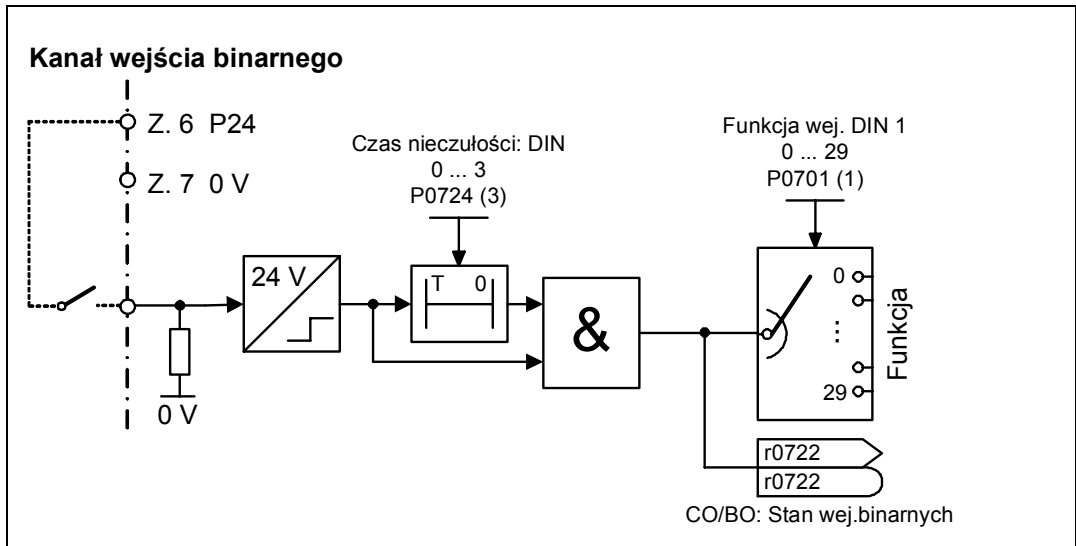 Kanał wejścia binarnego
Z. 6 P24
Z. 7 0 V
Czas nieczułości: DIN
0 ... 3
P0724 (3)
Funkcja wej. DIN 1
0 ... 29
P0701 (1)
24 V
T 0
&
0
⋮
29
Funkcja
0 V
r0722
r0722
CO/BO: Stan wej.binarnych